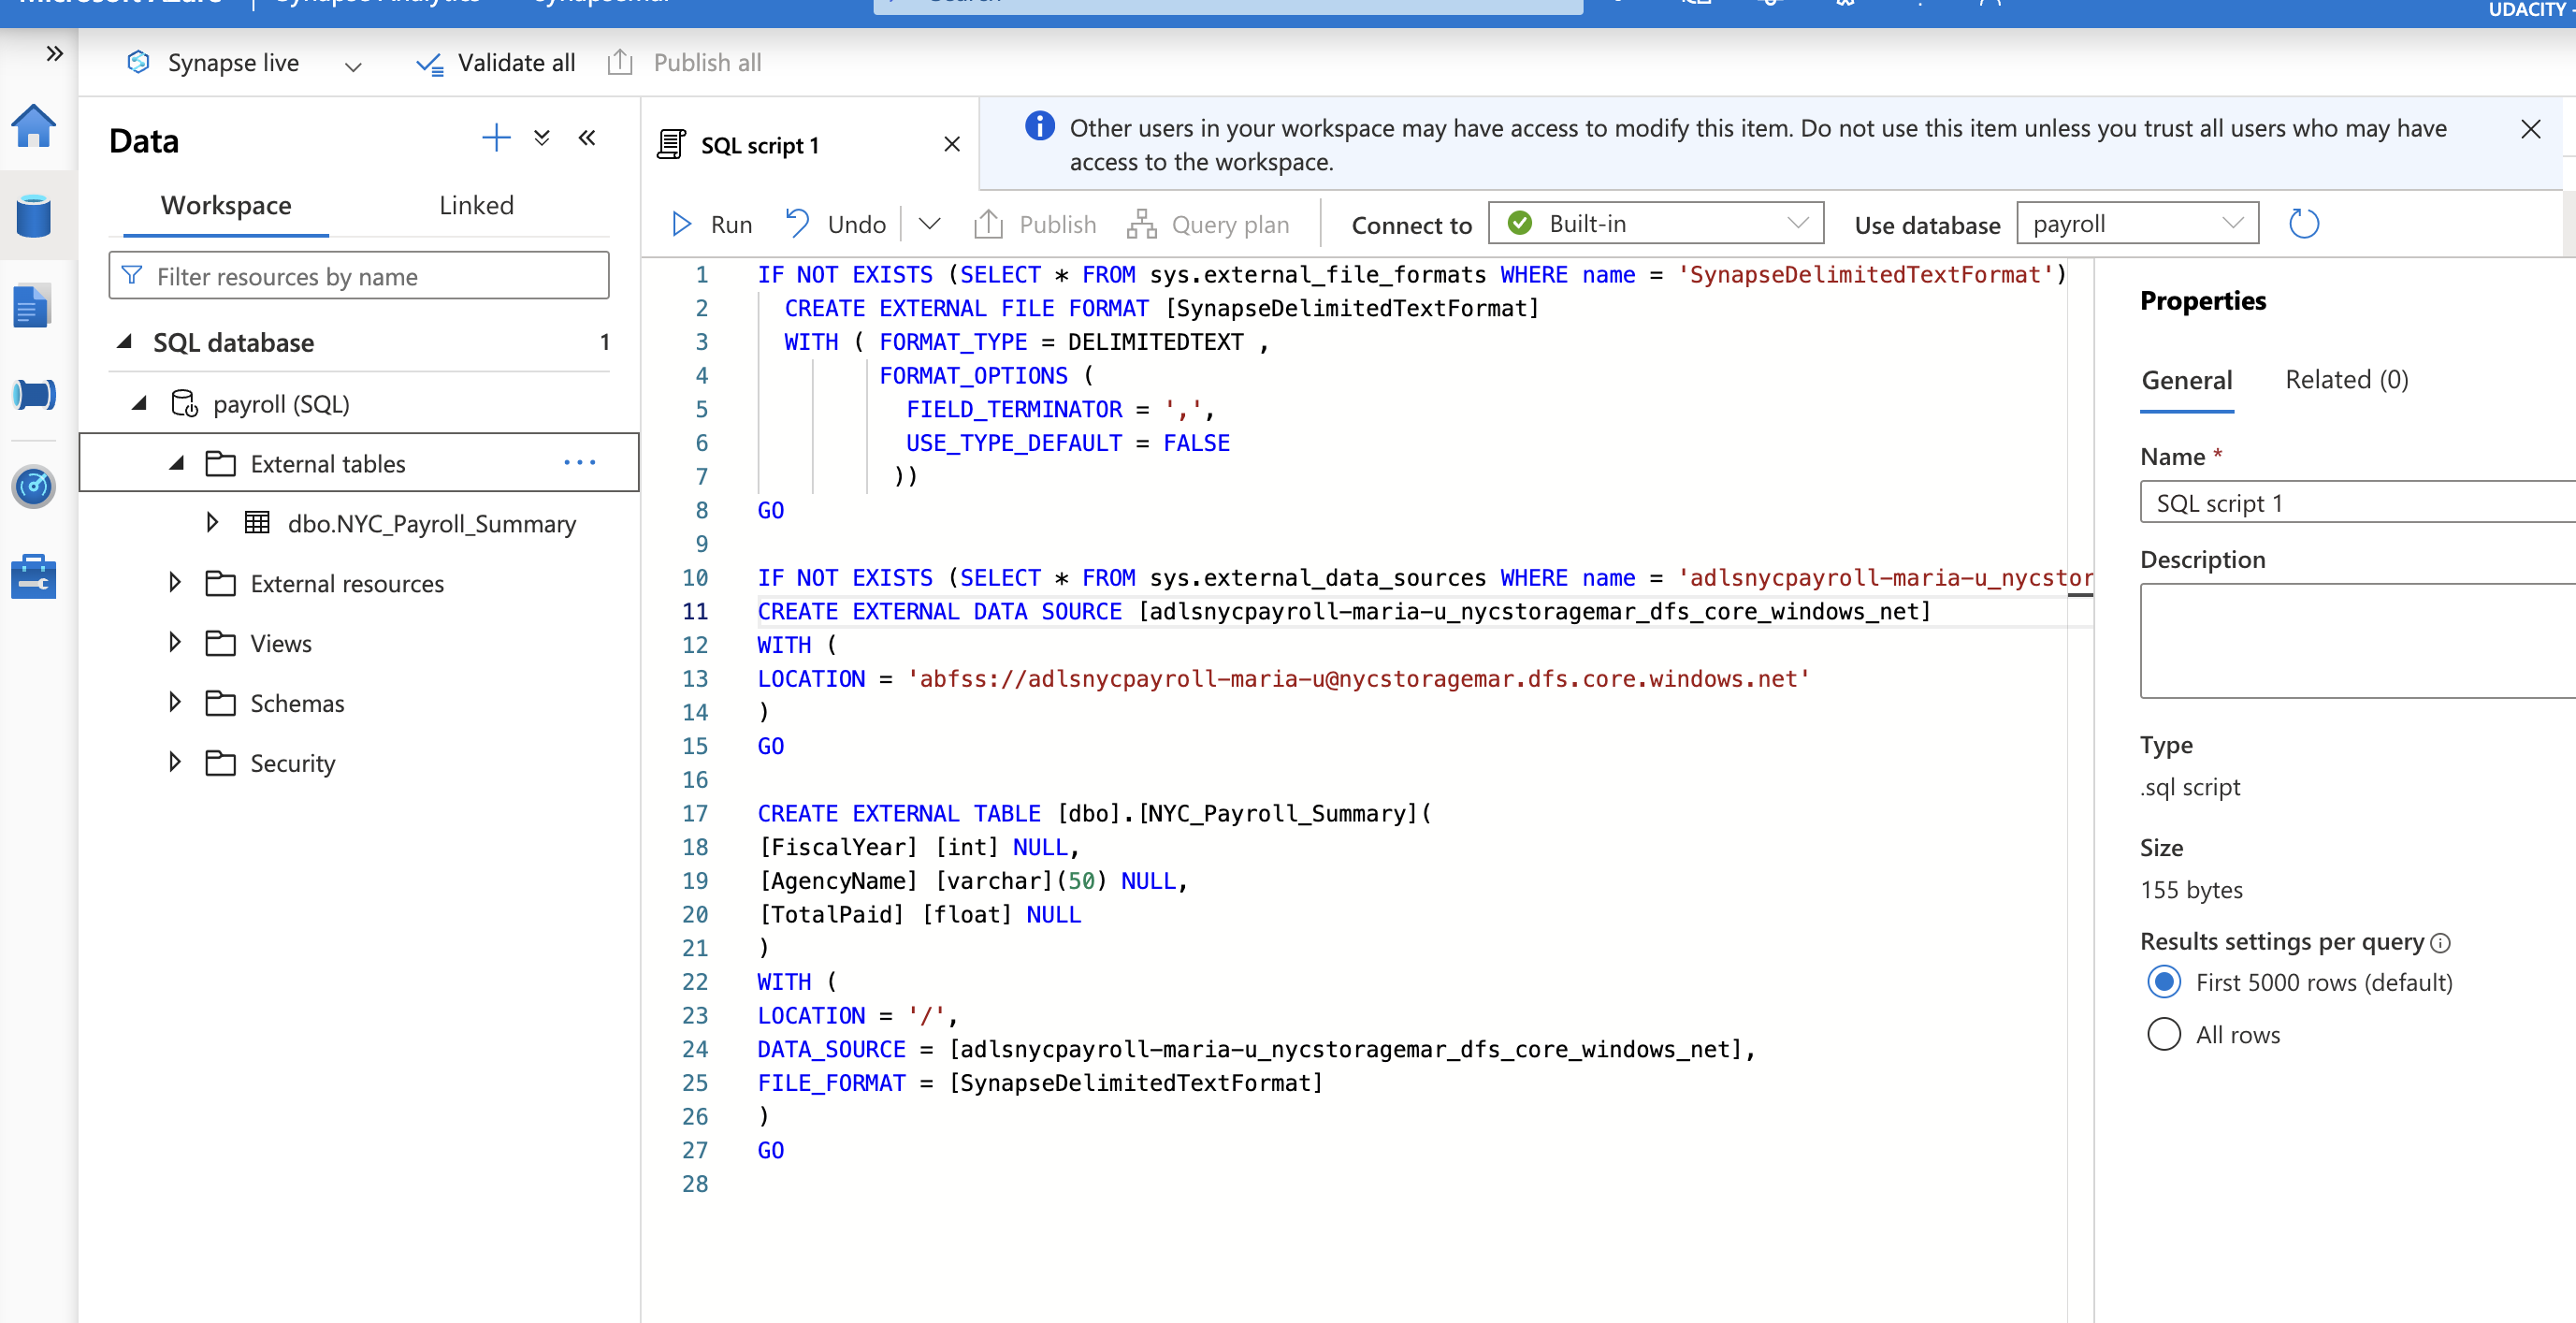 Microsoft Azure
Synapse Analytics
synapsemar
Search
UDACITY
Synapse live
Validate all
Publish all
Data
Workspace
Linked
Filter resources by name
SQL database 1
payroll (SQL)
External tables
dbo.NYC_Payroll_Summary
External resources
Views
Schemas
Security
SQL script 1
Other users in your workspace may have access to modify this item. Do not use this item unless you trust all users who may have
access to the workspace.
Run Undo Publish Query plan Connect to Built-in Use database payroll
1 IF NOT EXISTS (SELECT * FROM sys.external_file_formats WHERE name = 'SynapseDelimitedTextFormat')
2 CREATE EXTERNAL FILE FORMAT [SynapseDelimitedTextFormat]
3 WITH ( FORMAT_TYPE = DELIMITEDTEXT ,
4 FORMAT_OPTIONS (
5 FIELD_TERMINATOR = ',',
6 USE_TYPE_DEFAULT = FALSE
7 ))
8 GO
9
10 IF NOT EXISTS (SELECT * FROM sys.external_data_sources WHERE name = 'adlsnycpayroll-maria-u_nycstor
11 CREATE EXTERNAL DATA SOURCE [adlsnycpayroll-maria-u_nycstoragemar_dfs_core_windows_net]
12 WITH (
13 LOCATION = 'abfss://adlsnycpayroll-maria-u@nycstoragemar.dfs.core.windows.net'
14 )
15 GO
16
17 CREATE EXTERNAL TABLE [dbo].[NYC_Payroll_Summary](
18 [FiscalYear] [int] NULL,
19 [AgencyName] [varchar](50) NULL,
20 [TotalPaid] [float] NULL
21 )
22 WITH (
23 LOCATION = '/',
24 DATA_SOURCE = [adlsnycpayroll-maria-u_nycstoragemar_dfs_core_windows_net],
25 FILE_FORMAT = [SynapseDelimitedTextFormat]
26 )
27 GO
28
Properties
General
Related (0)
Name *
SQL script 1
Description
Type
.sql script
Size
155 bytes
Results settings per query
First 5000 rows (default)
All rows